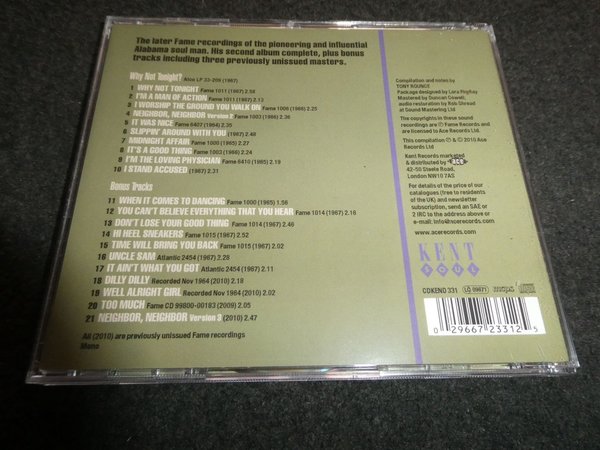 The later Fame recordings of the pioneering and influential
Alabama soul man. His second album complete, plus bonus
tracks including three previously unissued masters.
Why Not Tonight? Atco LP 33-206 (1967)
1 WHY NOT TONIGHT Fame 1011 (1967) 2.58
2 I'M A MAN OF ACTION Fame 1011 (1967) 2.13
3 I WORSHIP THE GROUND YOU WALK ON Fame 1006 (1966) 2.25
4 NEIGHBOR, NEIGHBOR Version 2 Fame 1003 (1966) 2.36
5 IT WAS NICE Fame 6407 (1964) 2.35
6 SLIPPIN' AROUND WITH YOU (1967) 2.48
7 MIDNIGHT AFFAIR Fame 1000 (1965) 2.27
8 IT'S A GOOD THING Fame 1003 (1966) 2.24
9 I'M THE LOVING PHYSICIAN Fame 6410 (1965) 2.19
10 I STAND ACCUSED (1967) 2.31
Bonus Tracks
11 WHEN IT COMES TO DANCING Fame 1000 (1965) 1.56
12 YOU CAN'T BELIEVE EVERYTHING THAT YOU HEAR Fame 1014 (1967) 2.16
13 DON'T LOSE YOUR GOOD THING Fame 1014 (1967) 2.46
14 HI HEEL SNEAKERS Fame 1015 (1967) 2.52
15 TIME WILL BRING YOU BACK Fame 1015 (1967) 2.02
16 UNCLE SAM Atlantic 2454 (1967) 2.28
17 IT AIN'T WHAT YOU GOT Atlantic 2454 (1967) 2.11
18 DILLY DILLY Recorded Nov 1964 (2010) 2.18
19 WELL ALRIGHT GIRL Recorded Nov 1964 (2010) 2.02
20 TOO MUCH Fame CD 99800-00183 (2009) 2.05
21 NEIGHBOR, NEIGHBOR Version 3 (2010) 2.47
All (2010) are previously unissued Fame recordings
Mono
Compilation and notes by
TONY ROUNCE
Package designed by
Mastered by Duncan Cowell,
audio restoration by Rob Shread
at Sound Mastering Ltd
The copyrights in these sound
recordings are ℗ Fame Records and
are licensed to Ace Records Ltd.
This compilation ℗ & © 2010 Ace
Records Ltd.
Kent Records marketed
& distributed by ACE
42-50 Steele Road,
London NW10 7AS
For details of the price of our
catalogues (free to residents
of the UK) and newsletter
subscription, send an SAE or
2 IRC to the address above or
e-mail: info@acerecords.com
www.acerecords.com
KENT
SOUL
CDKEND 331 LC 09671 mcps
0 29667 23312 5